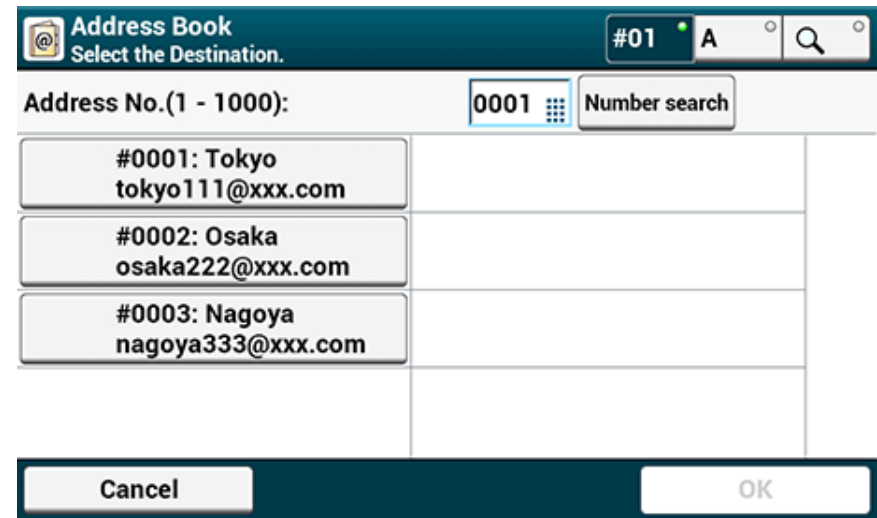 Address Book
Select the Destination.
#01
A
Address No.(1 - 1000):
0001
Number search
#0001: Tokyo
tokyo111@xxx.com
#0002: Osaka
osaka222@xxx.com
#0003: Nagoya
nagoya333@xxx.com
Cancel
OK